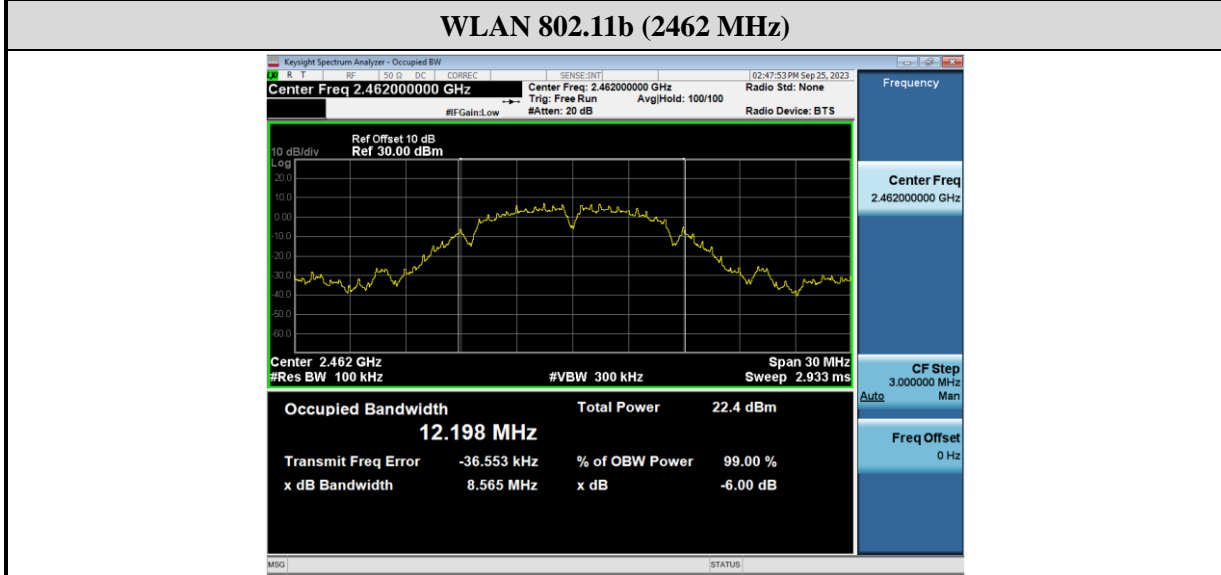 WLAN 802.11b (2462 MHz)
Keysight Spectrum Analyzer - Occupied BW
LXI R T RF 50 Ω DC CORREC SENSE:INT 02:47:53 PM Sep 25, 2023
Center Freq 2.462000000 GHz Center Freq: 2.462000000 GHz Radio Std: None
Trig: Free Run Avg|Hold: 100/100
#IFGain:Low #Atten: 20 dB Radio Device: BTS
Ref Offset 10 dB
10 dB/div Ref 30.00 dBm
Log
20.0
10.0
0.00
-10.0
-20.0
-30.0
-40.0
-50.0
-60.0
Center 2.462 GHz Span 30 MHz
#Res BW 100 kHz #VBW 300 kHz Sweep 2.933 ms
Occupied Bandwidth Total Power 22.4 dBm
12.198 MHz
Transmit Freq Error -36.553 kHz % of OBW Power 99.00 %
x dB Bandwidth 8.565 MHz x dB -6.00 dB
Frequency
Center Freq
2.462000000 GHz
CF Step
3.000000 MHz
Auto Man
Freq Offset
0 Hz
MSG STATUS